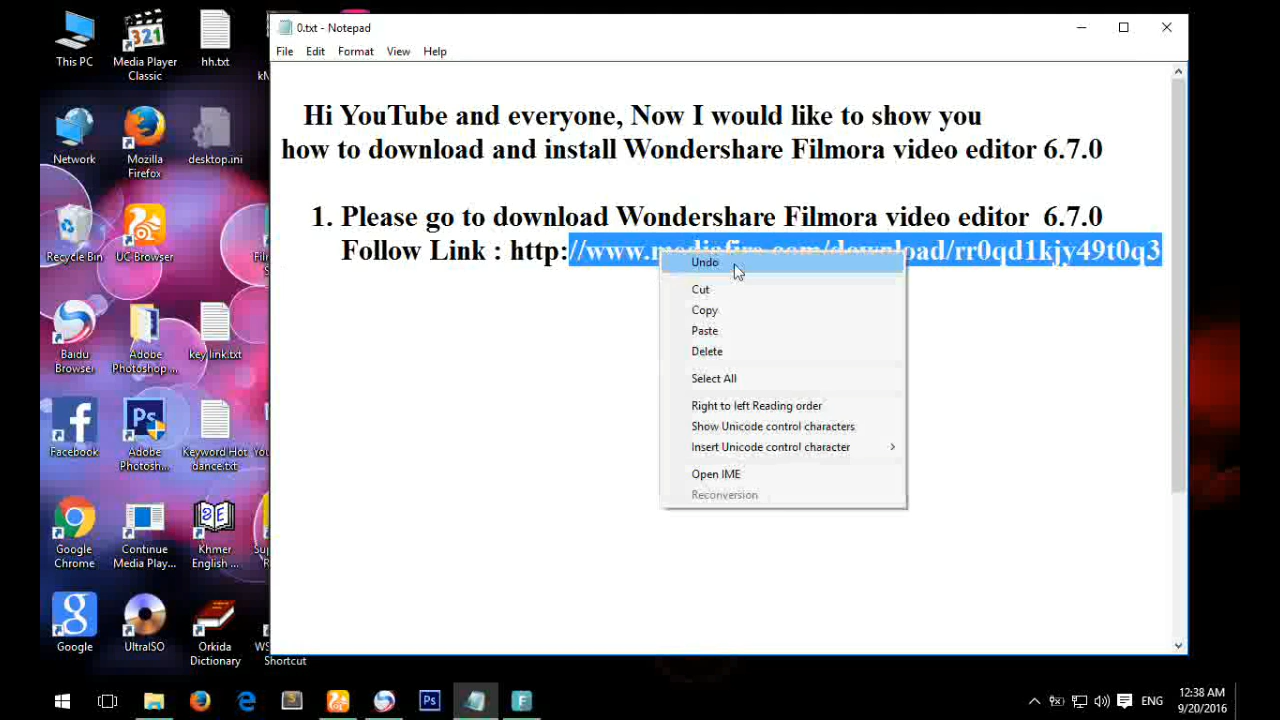 0.txt - Notepad
File Edit Format View Help
Hi YouTube and everyone, Now I would like to show you
how to download and install Wondershare Filmora video editor 6.7.0
1. Please go to download Wondershare Filmora video editor 6.7.0
Follow Link : http://www.mediafire.com/download/rr0qd1kjy49t0q3
Undo
Cut
Copy
Paste
Delete
Select All
Right to left Reading order
Show Unicode control characters
Insert Unicode control character
Open IME
Reconversion
This PC
Media Player
Classic
hh.txt
Network
Mozilla
Firefox
desktop.ini
Recycle Bin
UC Browser
Baidu
Browser
Adobe
Photoshop ...
key link.txt
Facebook
Adobe
Photosh...
Keyword Hot
dance.txt
Google
Chrome
Continue
Media Play...
Khmer
English ...
Google
UltraISO
Orkida
Dictionary
Shortcut
ENG
12:38 AM
9/20/2016